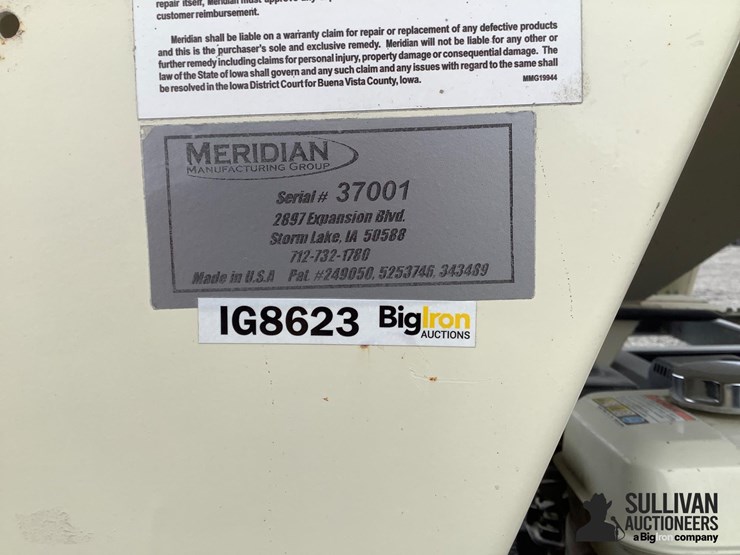 repair itself, Meridian must approve any
customer reimbursement.
Meridian shall be liable on a warranty claim for repair or replacement of any defective products
and this is the purchaser's sole and exclusive remedy. Meridian will not be liable for any other or
further remedy including claims for personal injury, property damage or consequential damage. The
law of the State of Iowa shall govern and any such claim and any issues with regard to the same shall
be resolved in the Iowa District Court for Buena Vista County, Iowa.
MMG19944
MERIDIAN
MANUFACTURING GROUP
Serial # 37001
2897 Expansion Blvd.
Storm Lake, IA 50588
712-732-1780
Made in U.S.A Pat. #249050, 5253746, 343489
IG8623 BigIron
AUCTIONS
SULLIVAN
AUCTIONEERS
a BigIron company